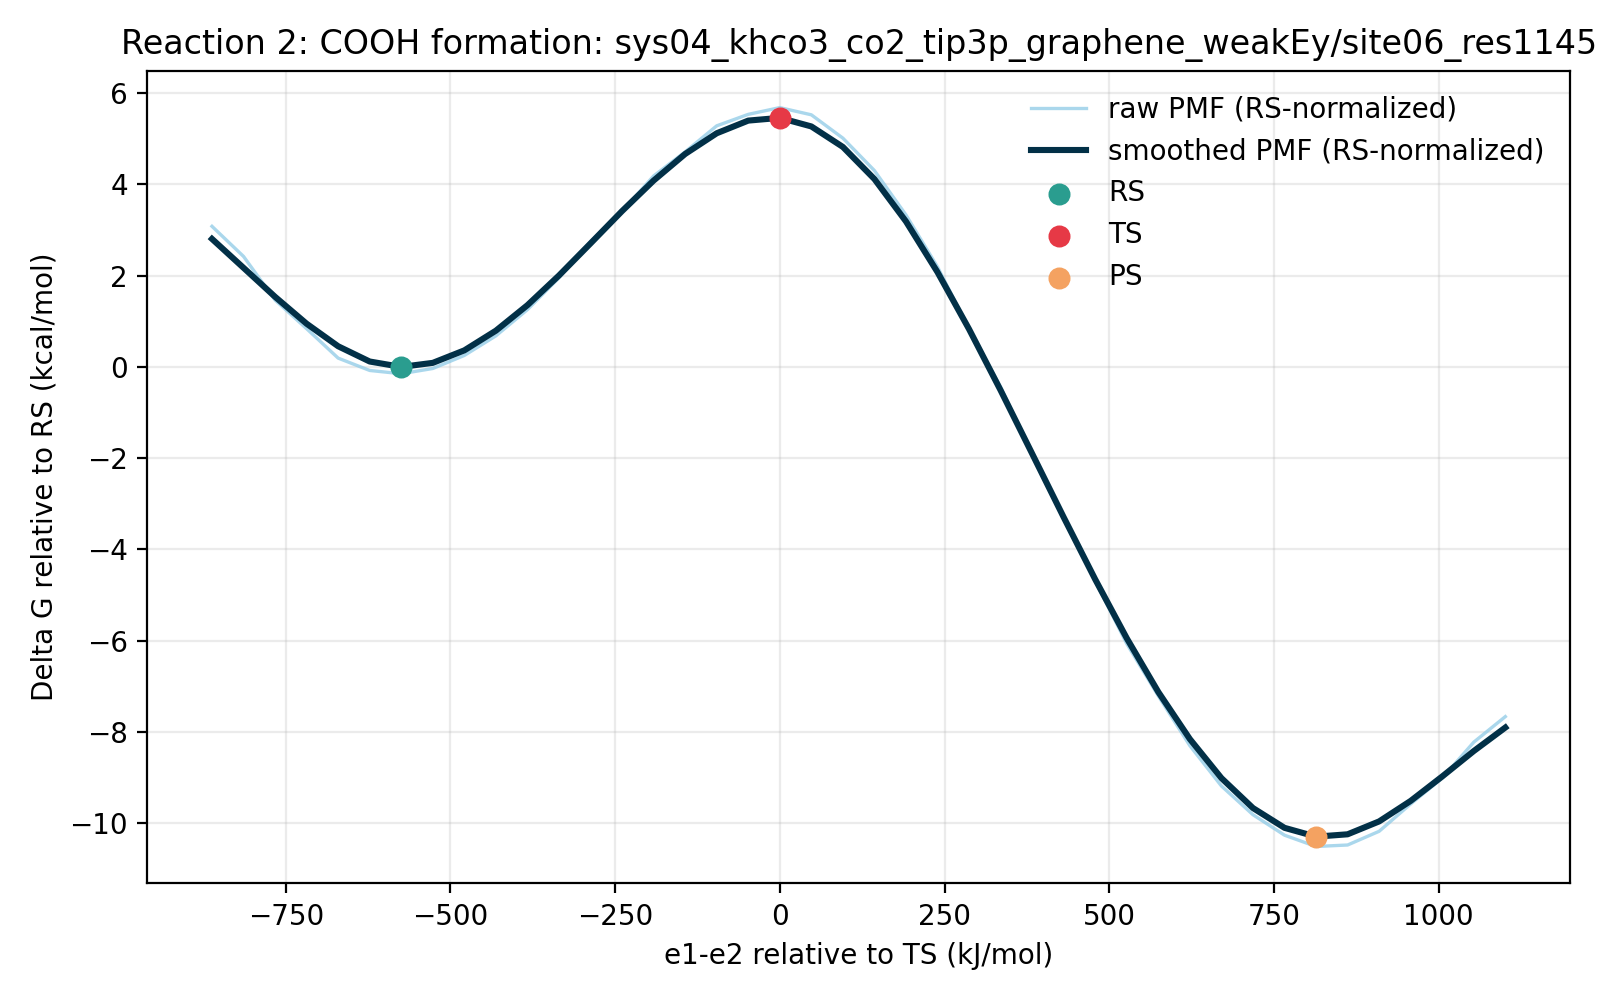 Reaction 2: COOH formation: sys04_khco3_co2_tip3p_graphene_weakEy/site06_res1145
raw PMF (RS-normalized)
smoothed PMF (RS-normalized)
RS
TS
PS
Delta G relative to RS (kcal/mol)
6
4
2
0
−2
−4
−6
−8
−10
−750
−500
−250
0
250
500
750
1000
e1-e2 relative to TS (kJ/mol)